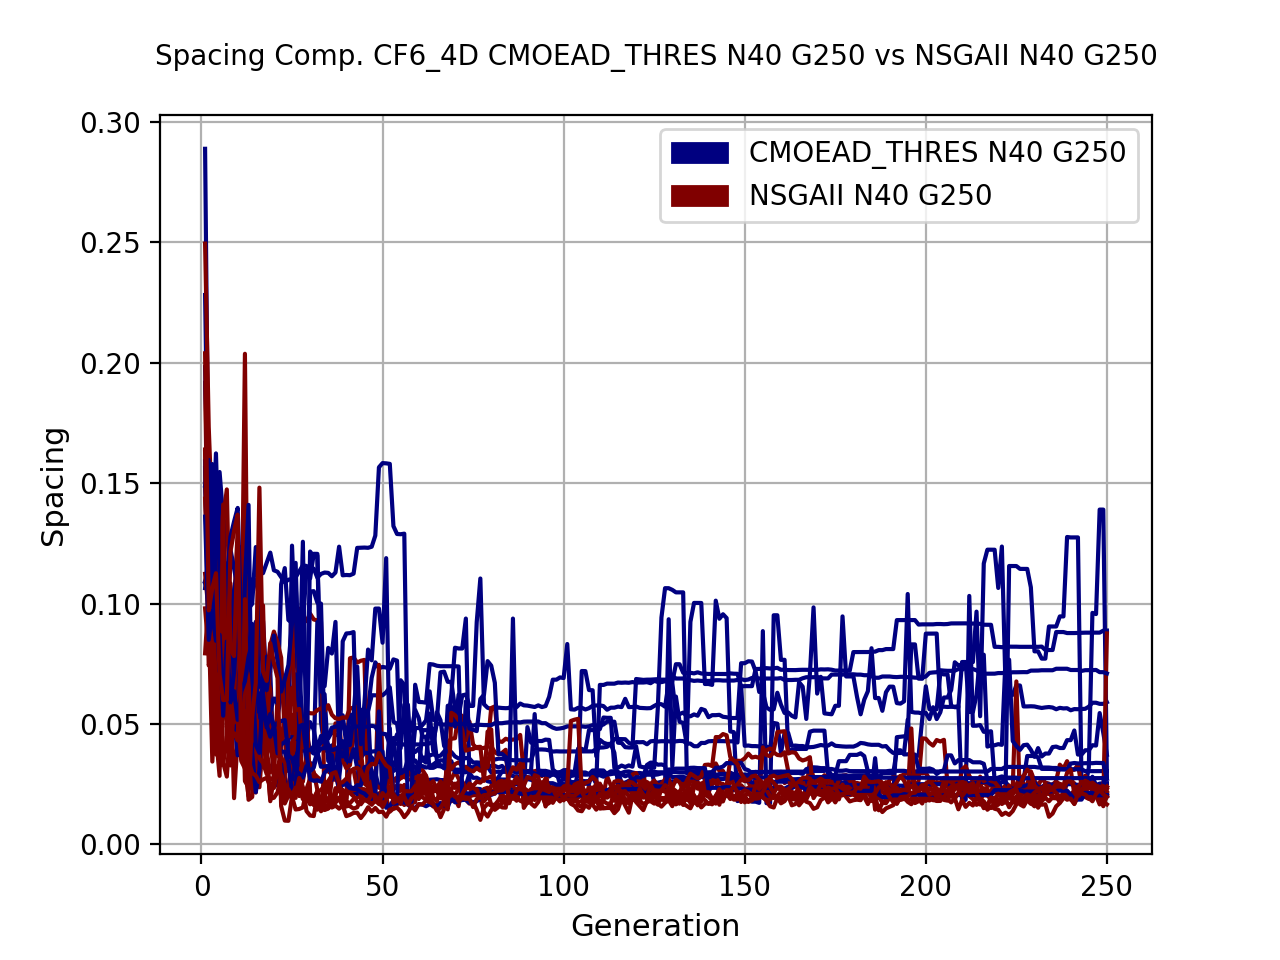 Spacing Comp. CF6_4D CMOEAD_THRES N40 G250 vs NSGAII N40 G250
CMOEAD_THRES N40 G250
NSGAII N40 G250
Spacing
0.30
0.25
0.20
0.15
0.10
0.05
0.00
0 50 100 150 200 250
Generation